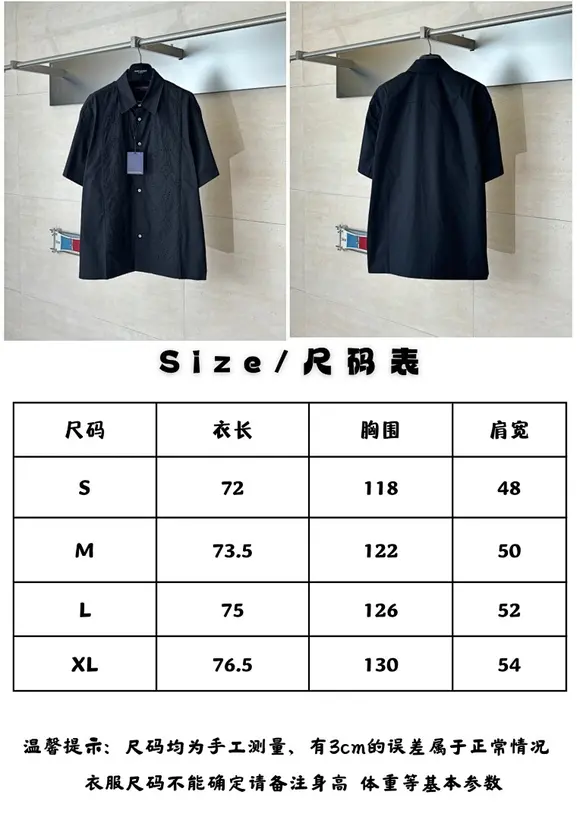 Size/尺码表
尺码 衣长 胸围 肩宽
S 72 118 48
M 73.5 122 50
L 75 126 52
XL 76.5 130 54
温馨提示：尺码均为手工测量、有3cm的误差属于正常情况
衣服尺码不能确定请备注身高 体重等基本参数